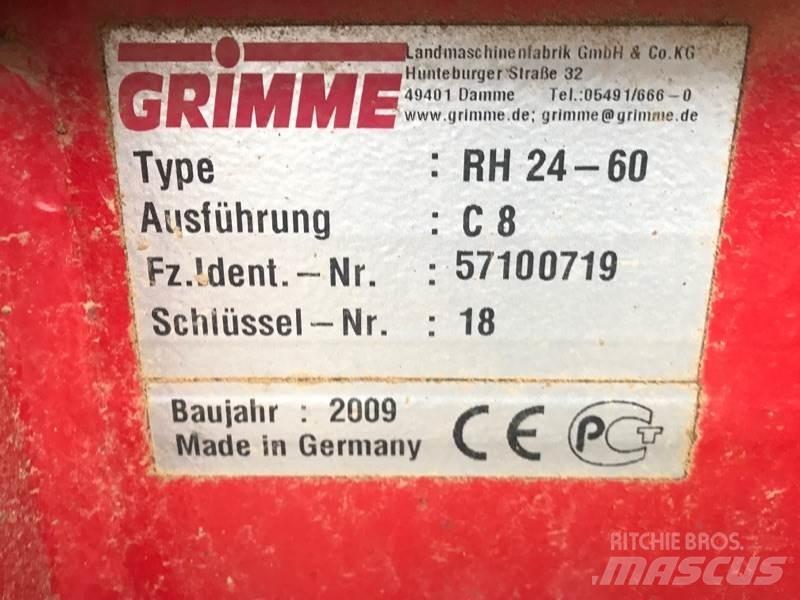 GRIMME
Landmaschinenfabrik GmbH & Co.KG
Hunteburger Straße 32
49401 Damme Tel.:05491/666-0
www.grimme.de; grimme@grimme.de
Type : RH 24-60
Ausführung : C 8
Fz.Ident.-Nr. : 57100719
Schlüssel-Nr. : 18
Baujahr : 2009
Made in Germany
CE PCT
RITCHIE BROS.
MASCUS